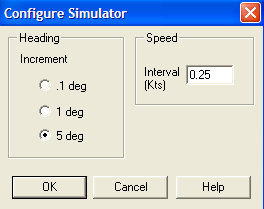 Configure Simulator
Heading
Increment
.1 deg
1 deg
5 deg
Speed
Interval
(Kts)
0.25
OK
Cancel
Help